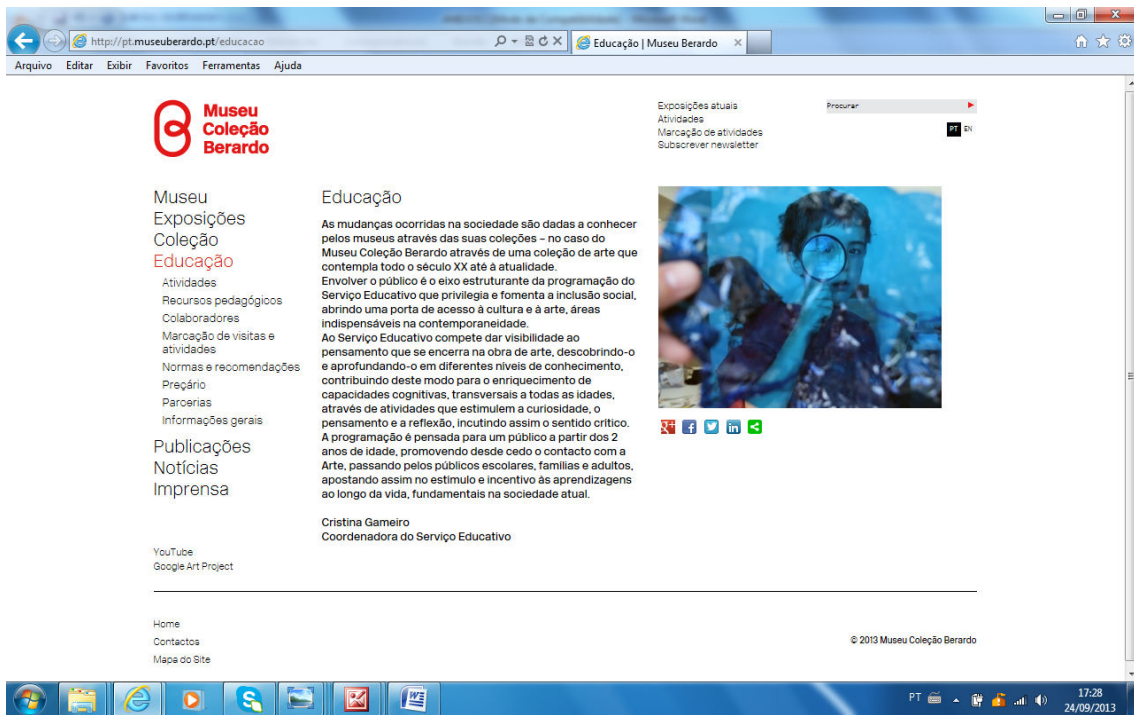 http://pt.museuberardo.pt/educacao
Educação | Museu Berardo
Arquivo Editar Exibir Favoritos Ferramentas Ajuda
Museu
Coleção
Berardo
Exposições atuais
Atividades
Marcação de atividades
Subscrever newsletter
Procurar
PT EN
Museu
Exposições
Coleção
Educação
Atividades
Recursos pedagógicos
Colaboradores
Marcação de visitas e
atividades
Normas e recomendações
Preçário
Parcerias
Informações gerais
Publicações
Notícias
Imprensa
YouTube
Google Art Project
Educação
As mudanças ocorridas na sociedade são dadas a conhecer
pelos museus através das suas coleções – no caso do
Museu Coleção Berardo através de uma coleção de arte que
contempla todo o século XX até à atualidade.
Envolver o público é o eixo estruturante da programação do
Serviço Educativo que privilegia e fomenta a inclusão social,
abrindo uma porta de acesso à cultura e à arte, áreas
indispensáveis na contemporaneidade.
Ao Serviço Educativo compete dar visibilidade ao
pensamento que se encerra na obra de arte, descobrindo-o
e aprofundando-o em diferentes níveis de conhecimento,
contribuindo deste modo para o enriquecimento de
capacidades cognitivas, transversais a todas as idades,
através de atividades que estimulem a curiosidade, o
pensamento e a reflexão, incutindo assim o sentido crítico.
A programação é pensada para um público a partir dos 2
anos de idade, promovendo desde cedo o contacto com a
Arte, passando pelos públicos escolares, famílias e adultos,
apostando assim no estímulo e incentivo às aprendizagens
ao longo da vida, fundamentais na sociedade atual.
Cristina Gameiro
Coordenadora do Serviço Educativo
Home
Contactos
Mapa do Site
© 2013 Museu Coleção Berardo
PT
17:28
24/09/2013